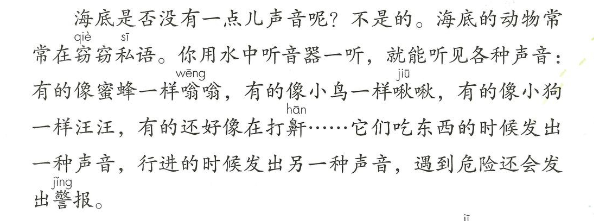 海底是否没有一点儿声音呢？不是的。海底的动物常
qiè sī
常在窃窃私语。你用水中听音器一听，就能听见各种声音：
wēng jiū
有的像蜜蜂一样嗡嗡，有的像小鸟一样啾啾，有的像小狗
hān
一样汪汪，有的还好像在打鼾……它们吃东西的时候发出
一种声音，行进的时候发出另一种声音，遇到危险还会发
jǐng
出警报。